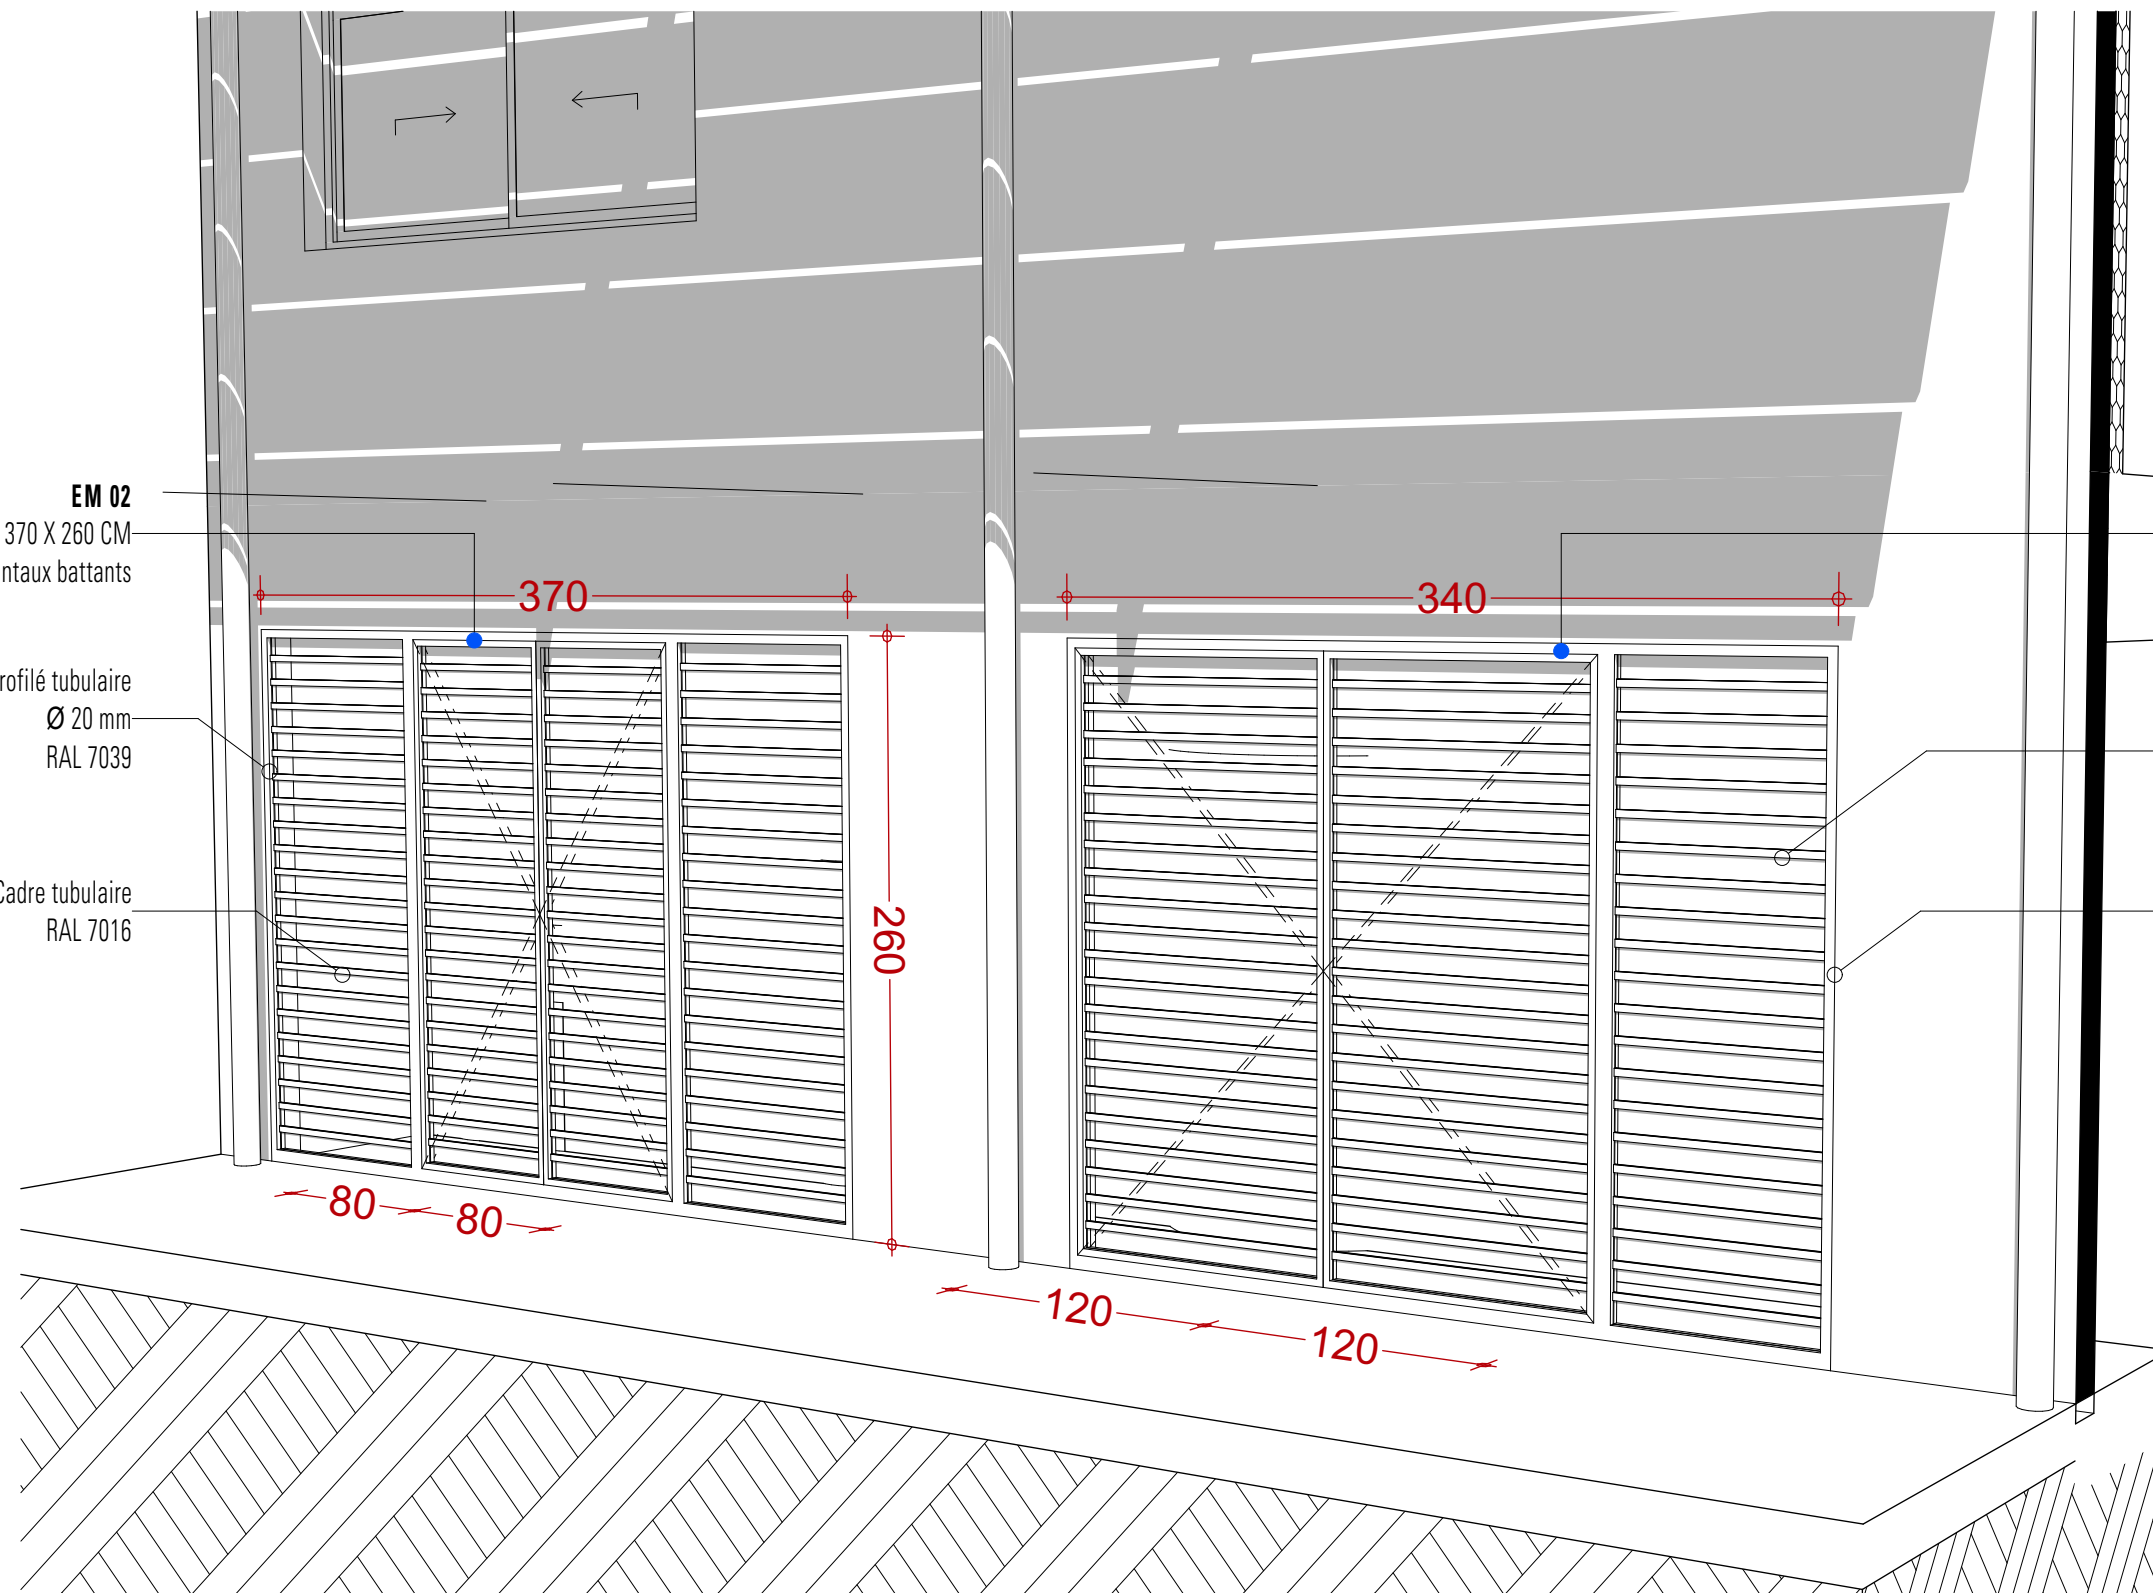 EM 02
370 X 260 CM
ntaux battants
rofilé tubulaire
Ø 20 mm
RAL 7039
Cadre tubulaire
RAL 7016
370
340
260
80
80
120
120